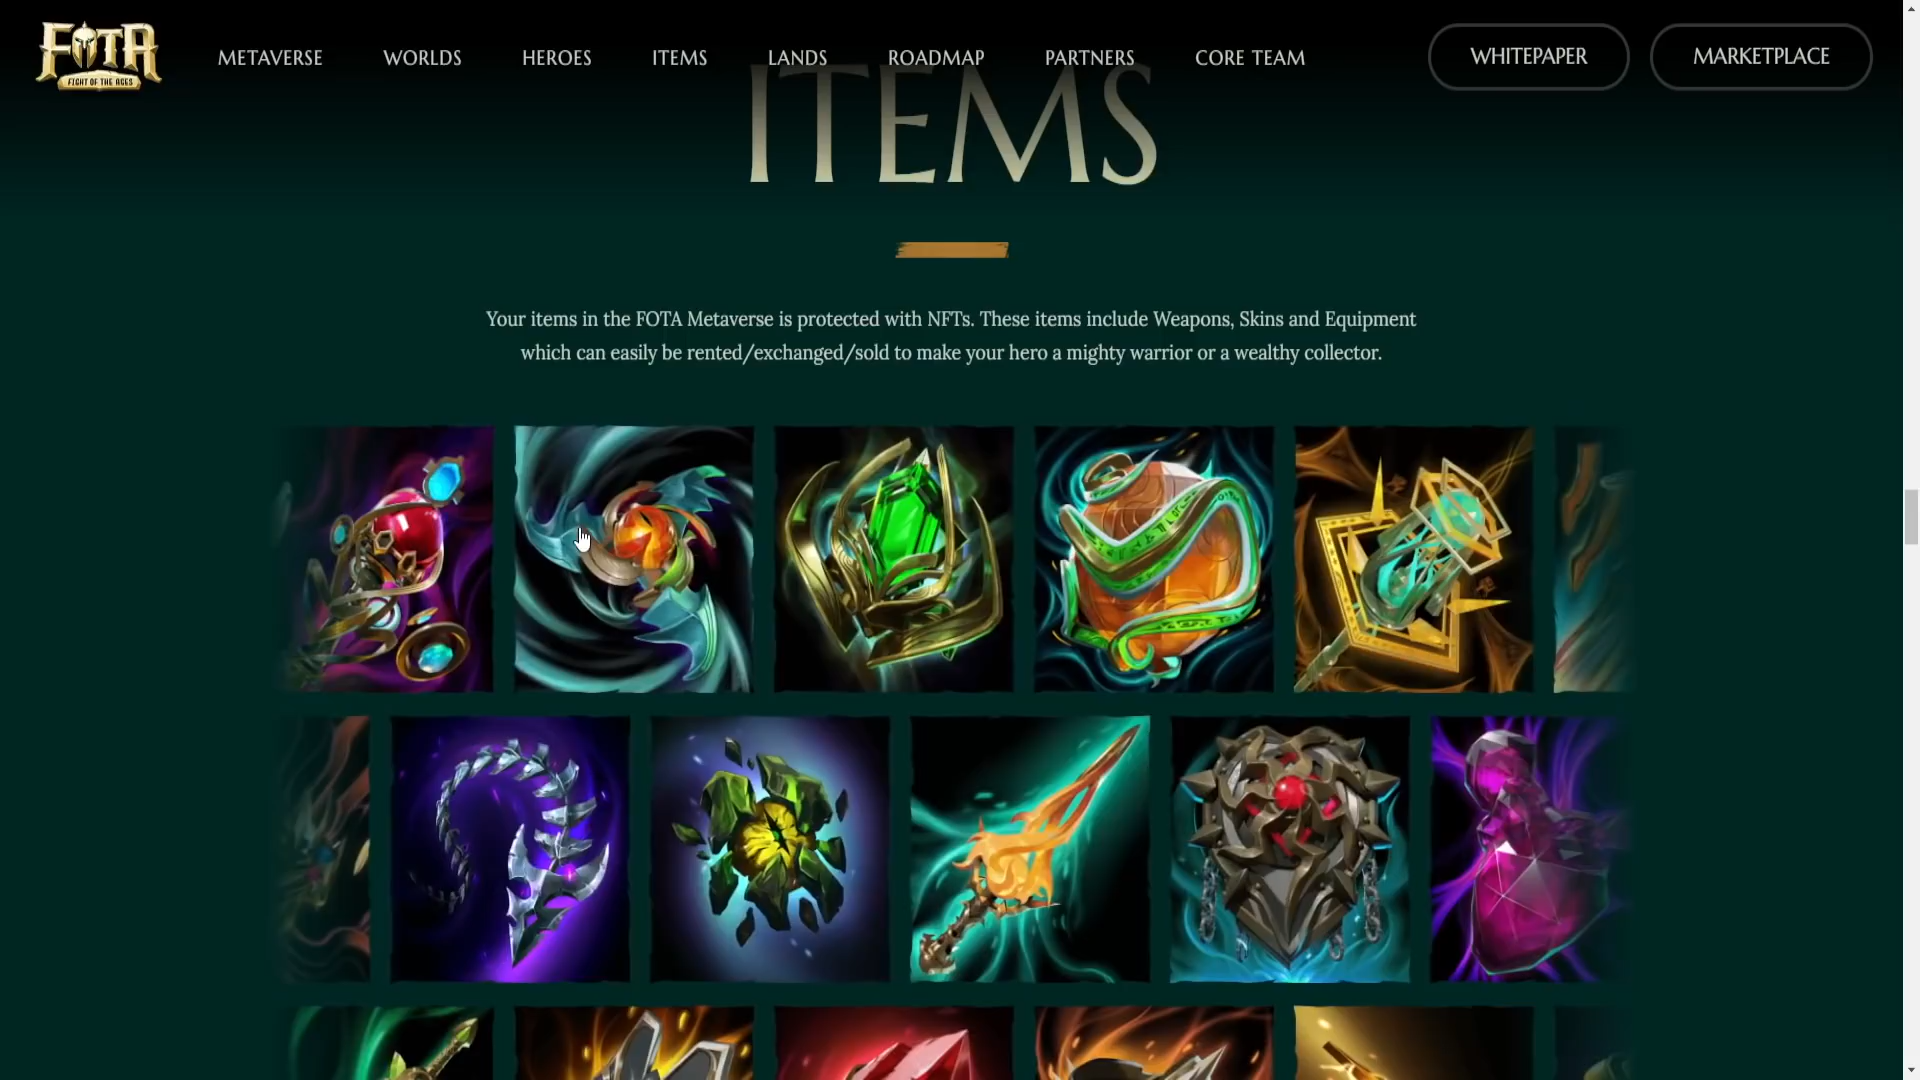 FOTA
FIGHT OF THE AGES
METAVERSE
WORLDS
HEROES
ITEMS
LANDS
ROADMAP
PARTNERS
CORE TEAM
WHITEPAPER
MARKETPLACE
ITEMS
Your items in the FOTA Metaverse is protected with NFTs. These items include Weapons, Skins and Equipment
which can easily be rented/exchanged/sold to make your hero a mighty warrior or a wealthy collector.